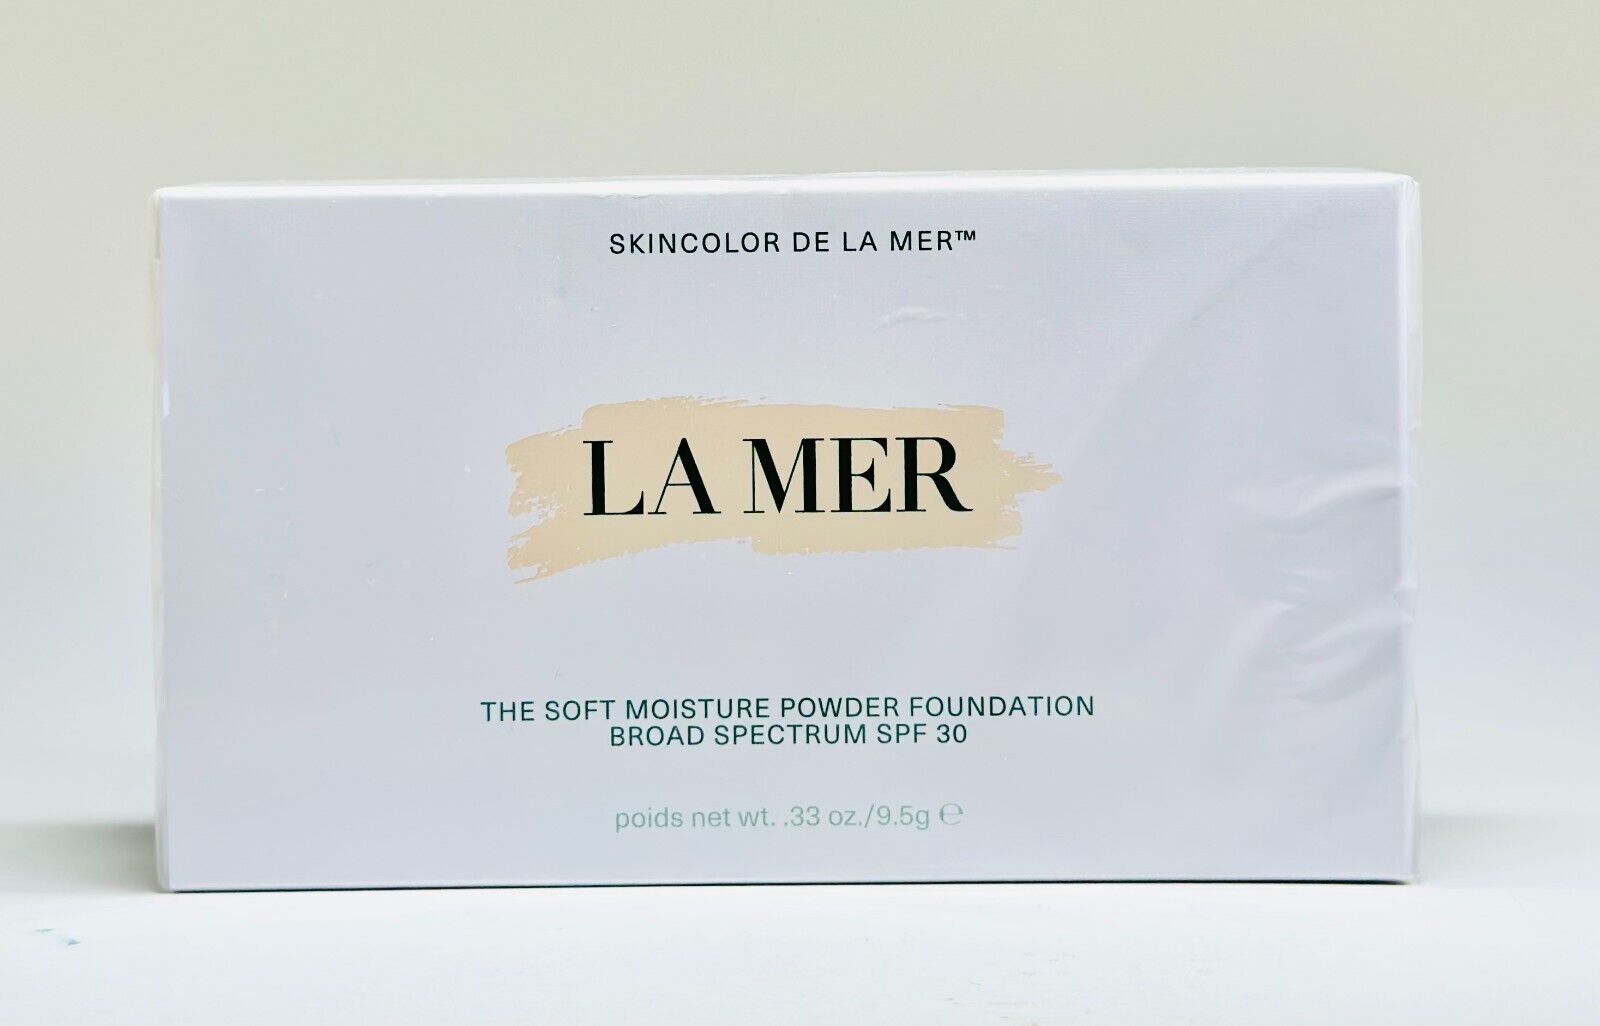 SKINCOLOR DE LA MER™
LA MER
THE SOFT MOISTURE POWDER FOUNDATION
BROAD SPECTRUM SPF 30
poids net wt. .33 oz./9.5g ℮